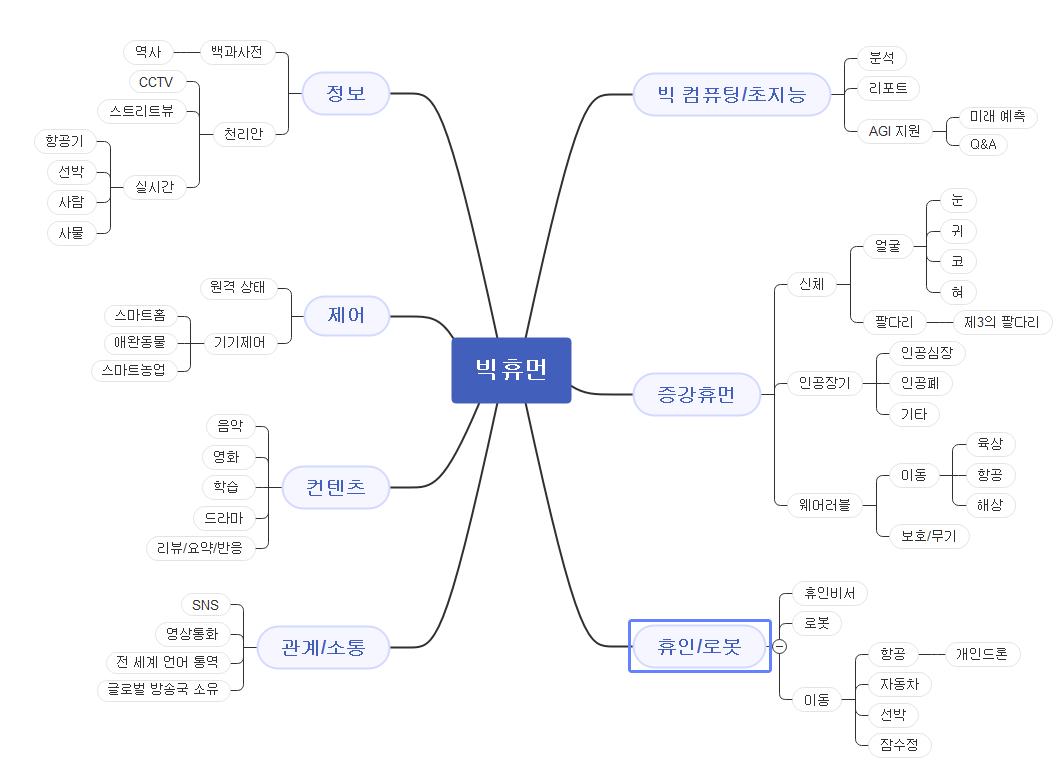 빅휴먼
정보
백과사전
역사
천리안
CCTV
스트리트뷰
실시간
항공기
선박
사람
사물
제어
원격 상태
기기제어
스마트홈
애완동물
스마트농업
컨텐츠
음악
영화
학습
드라마
리뷰/요약/반응
관계/소통
SNS
영상통화
전 세계 언어 통역
글로벌 방송국 소유
빅 컴퓨팅/초지능
분석
리포트
AGI 지원
미래 예측
Q&A
증강휴먼
신체
얼굴
눈
귀
코
혀
팔다리
제3의 팔다리
인공장기
인공심장
인공폐
기타
웨어러블
이동
육상
항공
해상
보호/무기
휴인/로봇
휴인비서
로봇
이동
항공
개인드론
자동차
선박
잠수정